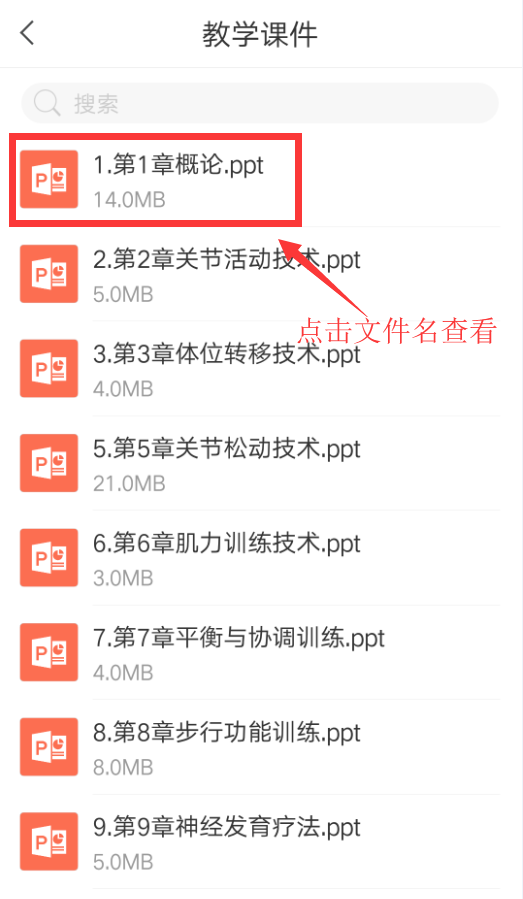 教学课件
搜索
1.第1章概论.ppt
14.0MB
2.第2章关节活动技术.ppt
5.0MB
点击文件名查看
3.第3章体位转移技术.ppt
4.0MB
5.第5章关节松动技术.ppt
21.0MB
6.第6章肌力训练技术.ppt
3.0MB
7.第7章平衡与协调训练.ppt
4.0MB
8.第8章步行功能训练.ppt
8.0MB
9.第9章神经发育疗法.ppt
5.0MB